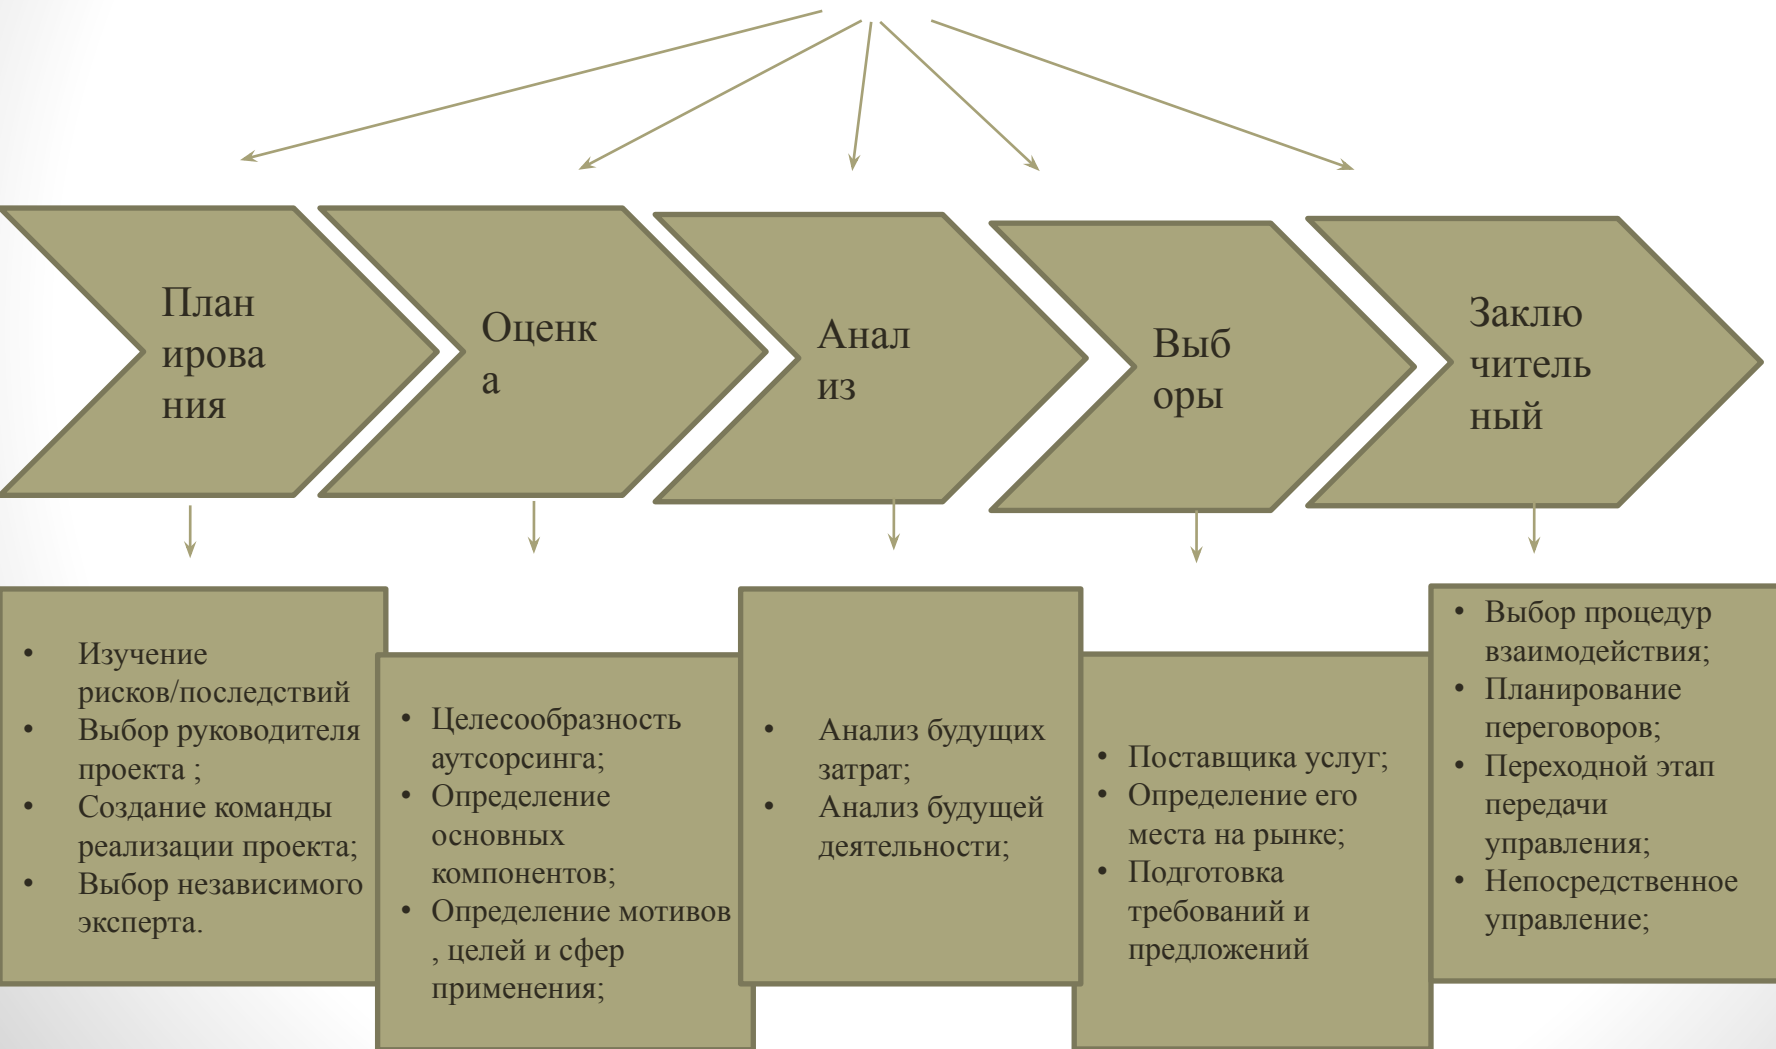 План
ирова
ния
Оценк
а
Анал
из
Выб
оры
Заклю
читель
ный
• Изучение
рисков/последствий
• Выбор руководителя
проекта ;
• Создание команды
реализации проекта;
• Выбор независимого
эксперта.
• Целесообразность
аутсорсинга;
• Определение
основных
компонентов;
• Определение мотивов
, целей и сфер
применения;
• Анализ будущих
затрат;
• Анализ будущей
деятельности;
• Поставщика услуг;
• Определение его
места на рынке;
• Подготовка
требований и
предложений
• Выбор процедур
взаимодействия;
• Планирование
переговоров;
• Переходной этап
передачи
управления;
• Непосредственное
управление;